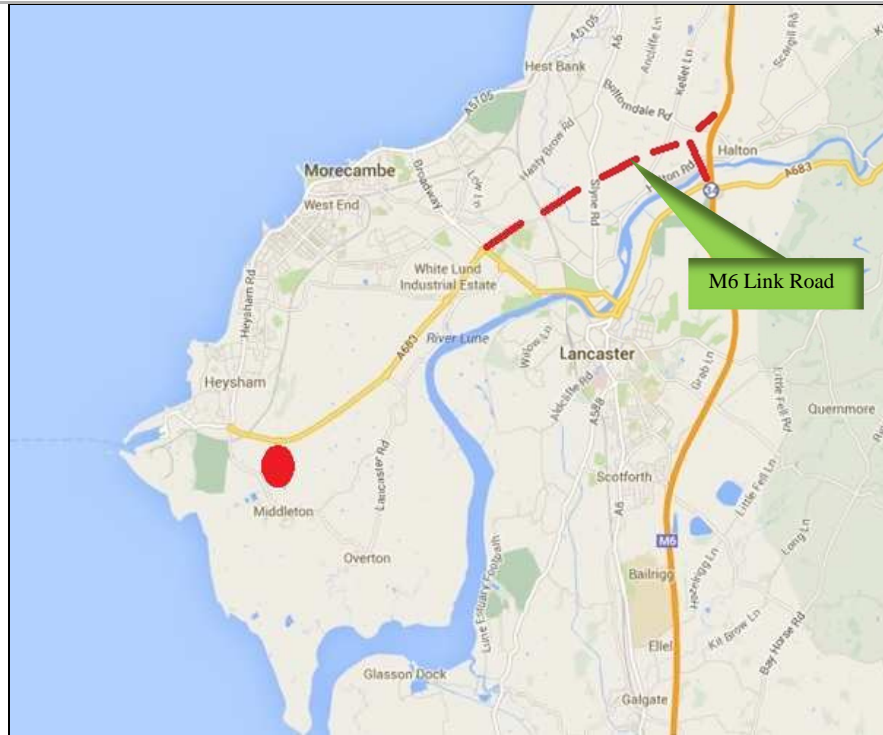 A5105
A6
Ancliffe Ln
Scargill Rd
Hest Bank
Kellet Ln
A5105
Bottomdale Rd
Hasty Brow Rd
Halton
Morecambe
Broadway
Low Ln
Halton Rd
A683
34
West End
Slyne Rd
White Lund
Industrial Estate
M6 Link Road
Heysham Rd
A683
River Lune
Willow Ln
Lancaster
Grab Ln
Heysham
Aldcliffe Rd
A588
Little Fell Rd
Quernmore
Lancaster Rd
Scotforth
Little Fell Ln
Middleton
A6
Long Ln
Overton
M6
Hazelrigg Ln
Bailrigg
Lune Estuary Footpath
Kit Brow Ln
Ellel
Bay Horse Rd
Glasson Dock
Galgate